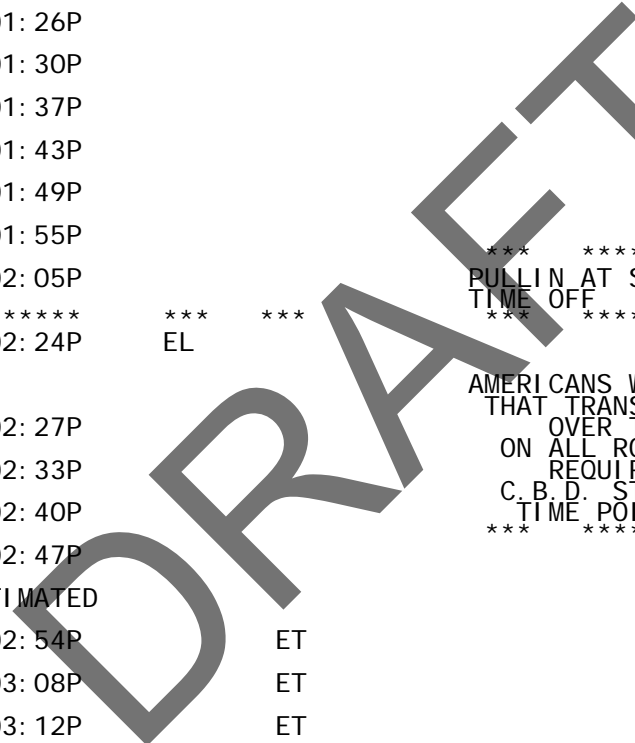 01:26P
01:30P
01:37P
01:43P
01:49P
01:55P
*** ****
02:05P PULLIN AT S
TIME OFF
***** *** *** *** ****
02:24P EL
AMERICANS W
THAT TRANS
02:27P OVER
02:33P ON ALL RO
REQUIR
02:40P C.B.D. ST
TIME POI
*** ****
02:47P
TIMATED
02:54P ET
03:08P ET
03:12P ET
DRAFT